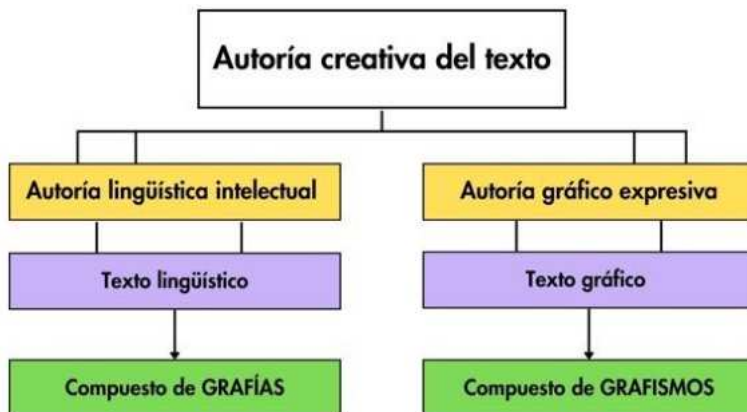 Autoría creativa del texto
Autoría lingüística intelectual
Autoría gráfico expresiva
Texto lingüístico
Texto gráfico
Compuesto de GRAFÍAS
Compuesto de GRAFISMOS